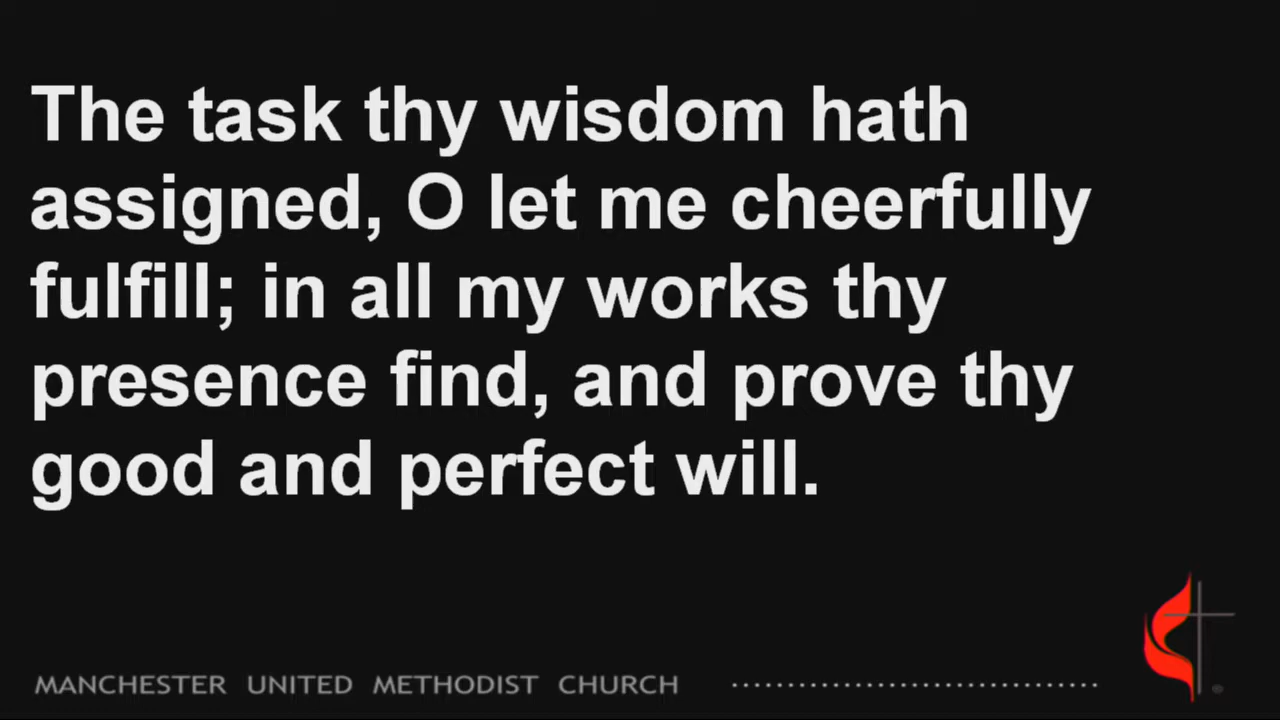 The task thy wisdom hath
assigned, O let me cheerfully
fulfill; in all my works thy
presence find, and prove thy
good and perfect will.
MANCHESTER UNITED METHODIST CHURCH
®